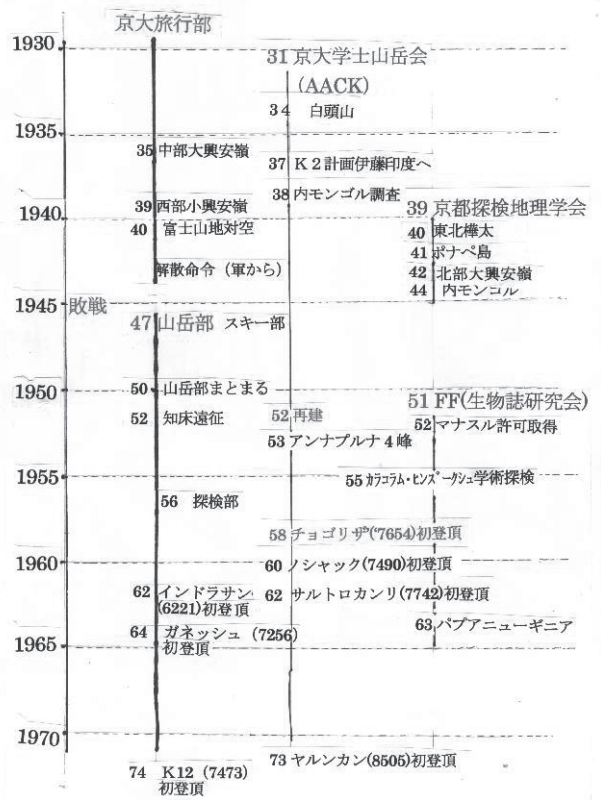 京大旅行部
1930
31 京大学士山岳会
(AACK)
34 白頭山
1935
35 中部大興安嶺
37 K2計画伊藤印度へ
38 内モンゴル調査
39 西部小興安嶺
39 京都探検地理学会
1940
40 富士山地対空
40 東北樺太
41 ポナペ島
解散命令（軍から）
42 北部大興安嶺
44 内モンゴル
1945
敗戦
47 山岳部 スキー部
1950
50 山岳部まとまる
51 FF(生物誌研究会)
52 知床遠征
52 再建
52 マナスル許可取得
53 アンナプルナ4峰
1955
55 ｶﾗｺﾗﾑ・ﾋﾝｽﾞｰｸｼｭ学術探検
56 探検部
58 チョゴリザ(7654)初登頂
1960
60 ノシャック(7490)初登頂
62 インドラサン
(6221)初登頂
62 サルトロカンリ(7742)初登頂
63 パプアニューギニア
64 ガネッシュ（7256）
初登頂
1965
1970
73 ヤルンカン(8505)初登頂
74 K12（7473）
初登頂